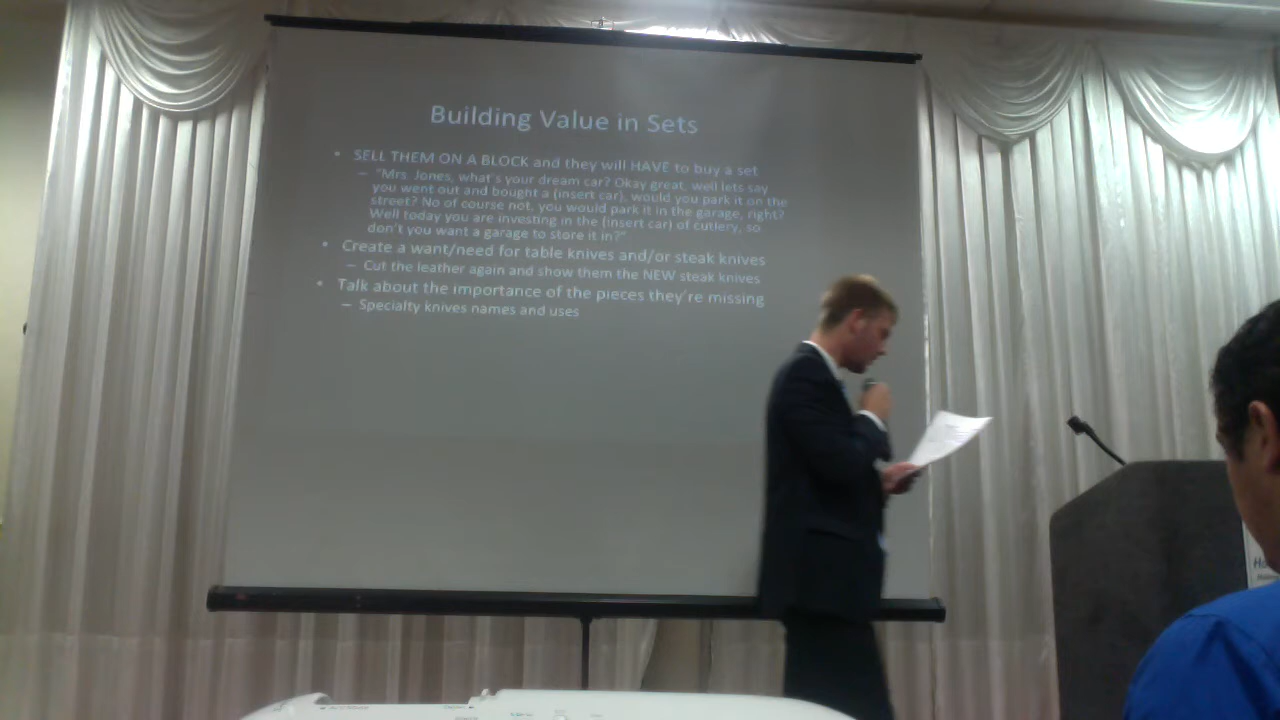 Building Value in Sets
• SELL THEM ON A BLOCK and they will HAVE to buy a set
– "Mrs. Jones, what's your dream car? Okay great, well lets say
you went out and bought a (insert car), would you park it on the
street? No of course not, you would park it in the garage, right?
Well today you are investing in the (insert car) of cutlery, so
don't you want a garage to store it in?"
• Create a want/need for table knives and/or steak knives
– Cut the leather again and show them the NEW steak knives
• Talk about the importance of the pieces they're missing
– Specialty knives names and uses